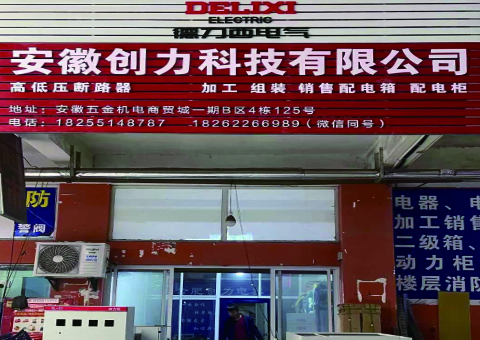 DELIXI
ELECTRIC
德力西电气
安徽创力科技有限公司
高低压断路器 加工 组装 销售配电箱 配电柜
地址：安徽五金机电商贸城一期B区4栋125号
电话：18255148787 18262266989（微信同号）
防
警阀
电器、电
加工销售
二级箱、
动力柜
楼层消防